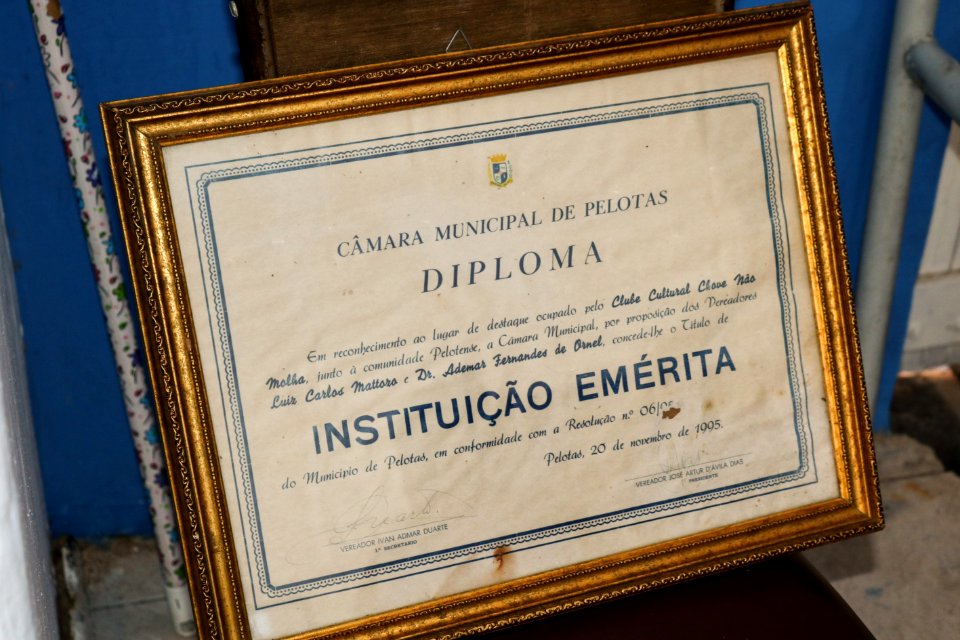 CÂMARA MUNICIPAL DE PELOTAS
DIPLOMA
Em reconhecimento ao lugar de destaque ocupado pelo Clube Cultural Chove Não
Molha, junto à comunidade Pelotense, a Câmara Municipal, por proposição dos Vereadores
Luiz Carlos Mattozo e Dr. Ademar Fernandes de Ornel, concede-lhe o Título de
INSTITUIÇÃO EMÉRITA
do Município de Pelotas, em conformidade com a Resolução n.º 06/95
Pelotas, 20 de novembro de 1995.
VEREADOR IVAN ADMAR DUARTE
1º SECRETARIO
VEREADOR JOSÉ ARTUR D'ÁVILA DIAS
PRESIDENTE